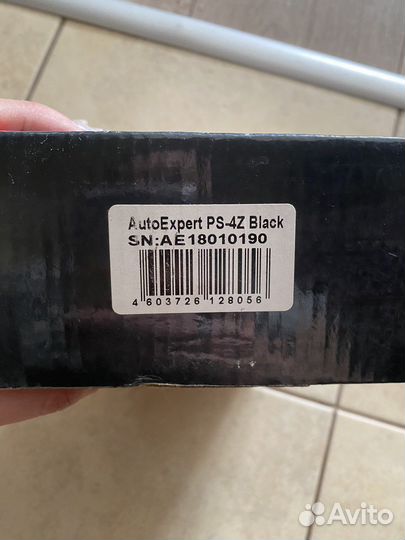 AutoExpert PS-4Z Black
SN:AE18010190
4 603726 128056
Avito